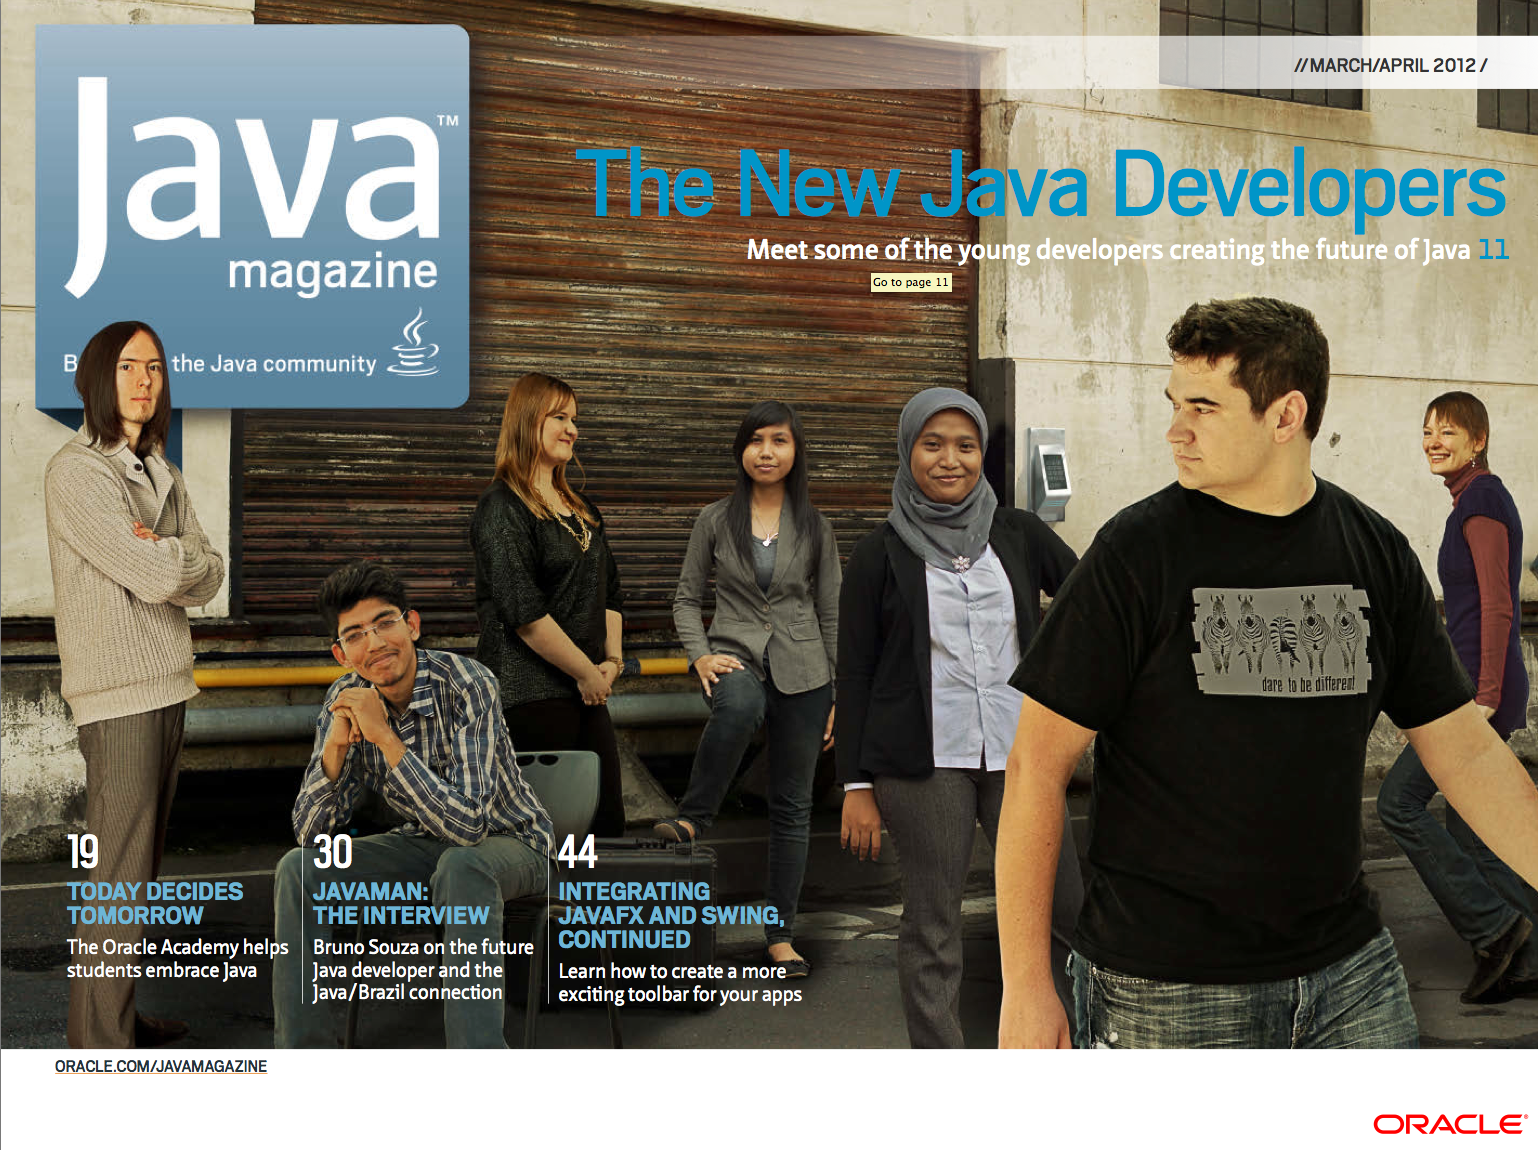 //MARCH/APRIL 2012/
Java™
magazine
B the Java community
The New Java Developers
Meet some of the young developers creating the future of Java 11
Go to page 11
dare to be different
19
TODAY DECIDES
TOMORROW
The Oracle Academy helps
students embrace Java
30
JAVAMAN:
THE INTERVIEW
Bruno Souza on the future
Java developer and the
Java/Brazil connection
44
INTEGRATING
JAVAFX AND SWING,
CONTINUED
Learn how to create a more
exciting toolbar for your apps
ORACLE.COM/JAVAMAGAZINE
ORACLE®